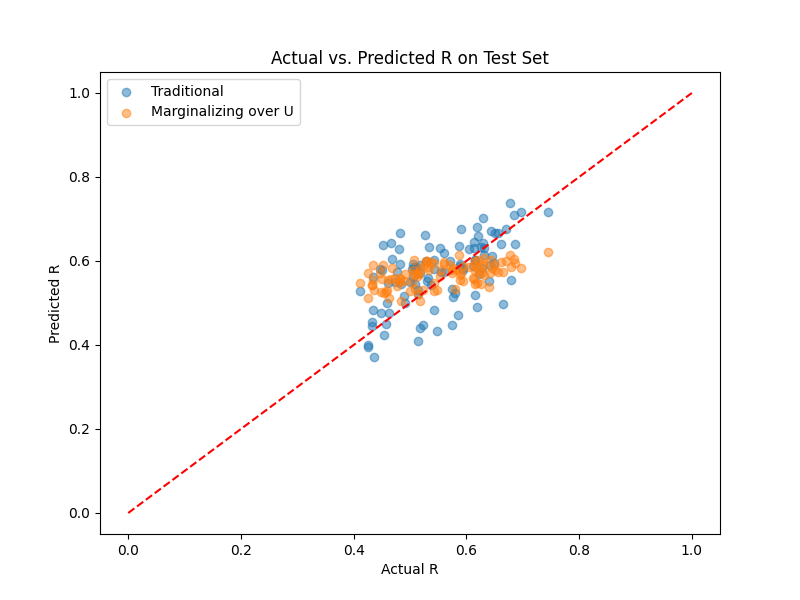 Actual vs. Predicted R on Test Set
Traditional
Marginalizing over U
1.0
0.8
0.6
0.4
0.2
0.0
Predicted R
0.0 0.2 0.4 0.6 0.8 1.0
Actual R